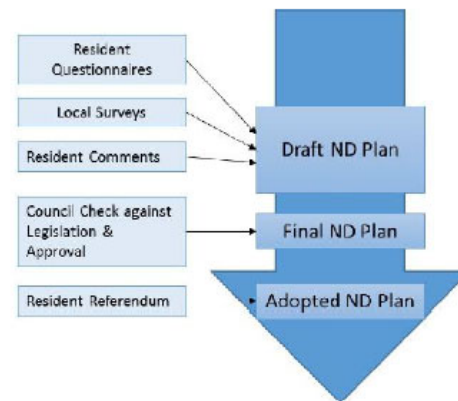 Resident
Questionnaires
Local Surveys
Resident Comments
Draft ND Plan
Council Check against
Legislation &
Approval
Final ND Plan
Resident Referendum
Adopted ND Plan